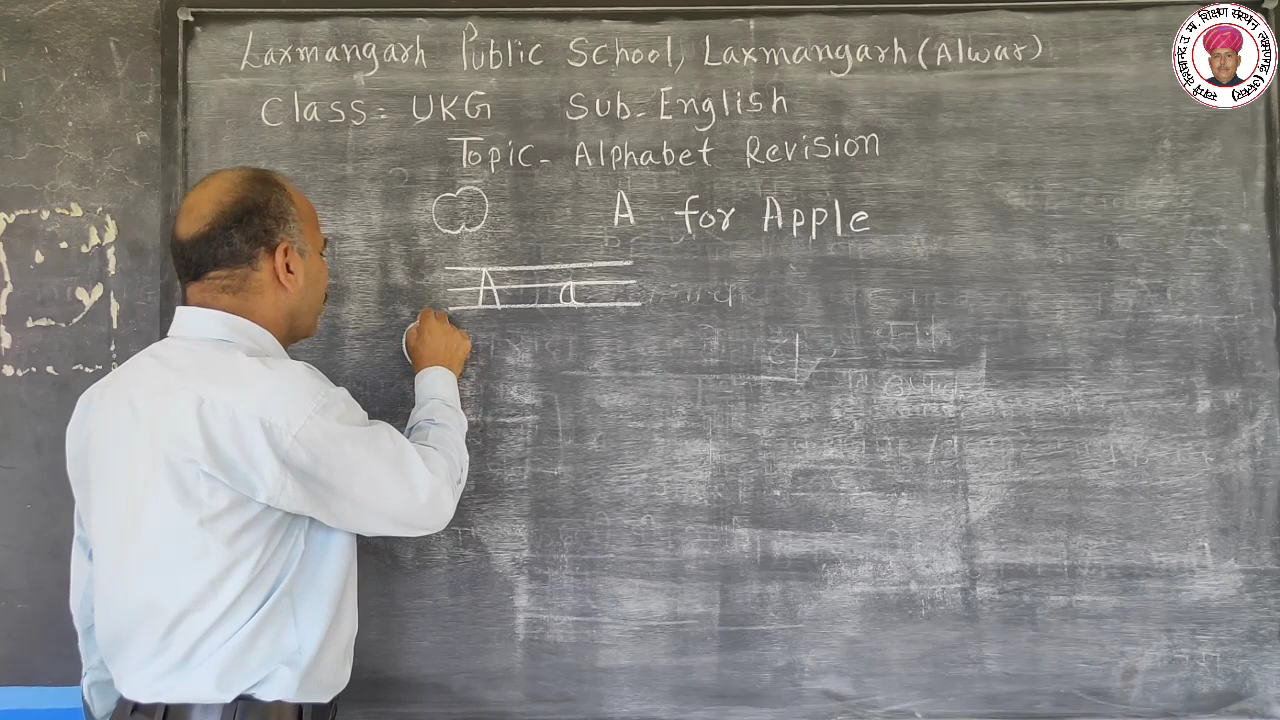 Laxmangarh Public School, Laxmangarh (Alwar)
Class = UKG Sub - English
Topic - Alphabet Revision
A for Apple
A a